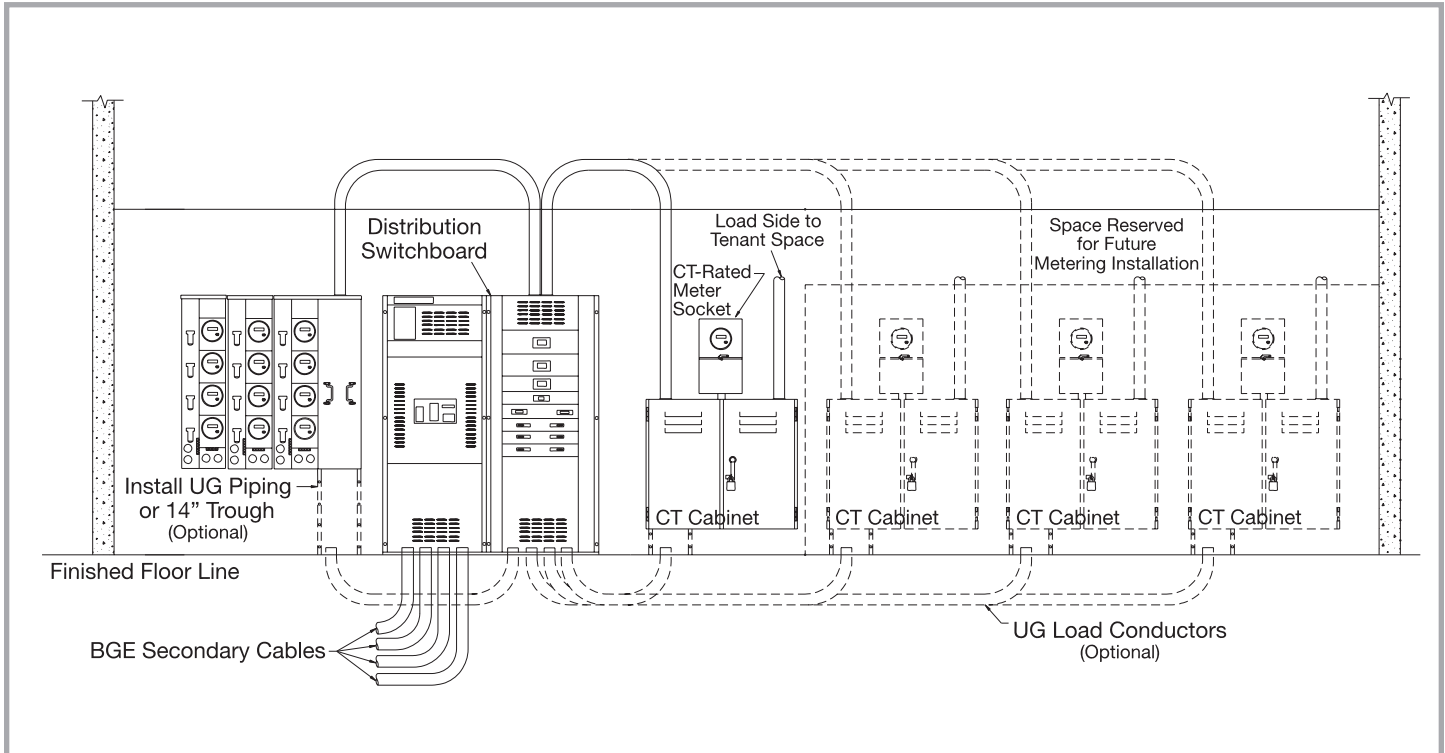 Distribution
Switchboard
Load Side to
Tenant Space
CT-Rated
Meter
Socket
Space Reserved
for Future
Metering Installation
Install UG Piping
or 14” Trough
(Optional)
CT Cabinet
CT Cabinet
CT Cabinet
CT Cabinet
Finished Floor Line
BGE Secondary Cables
UG Load Conductors
(Optional)